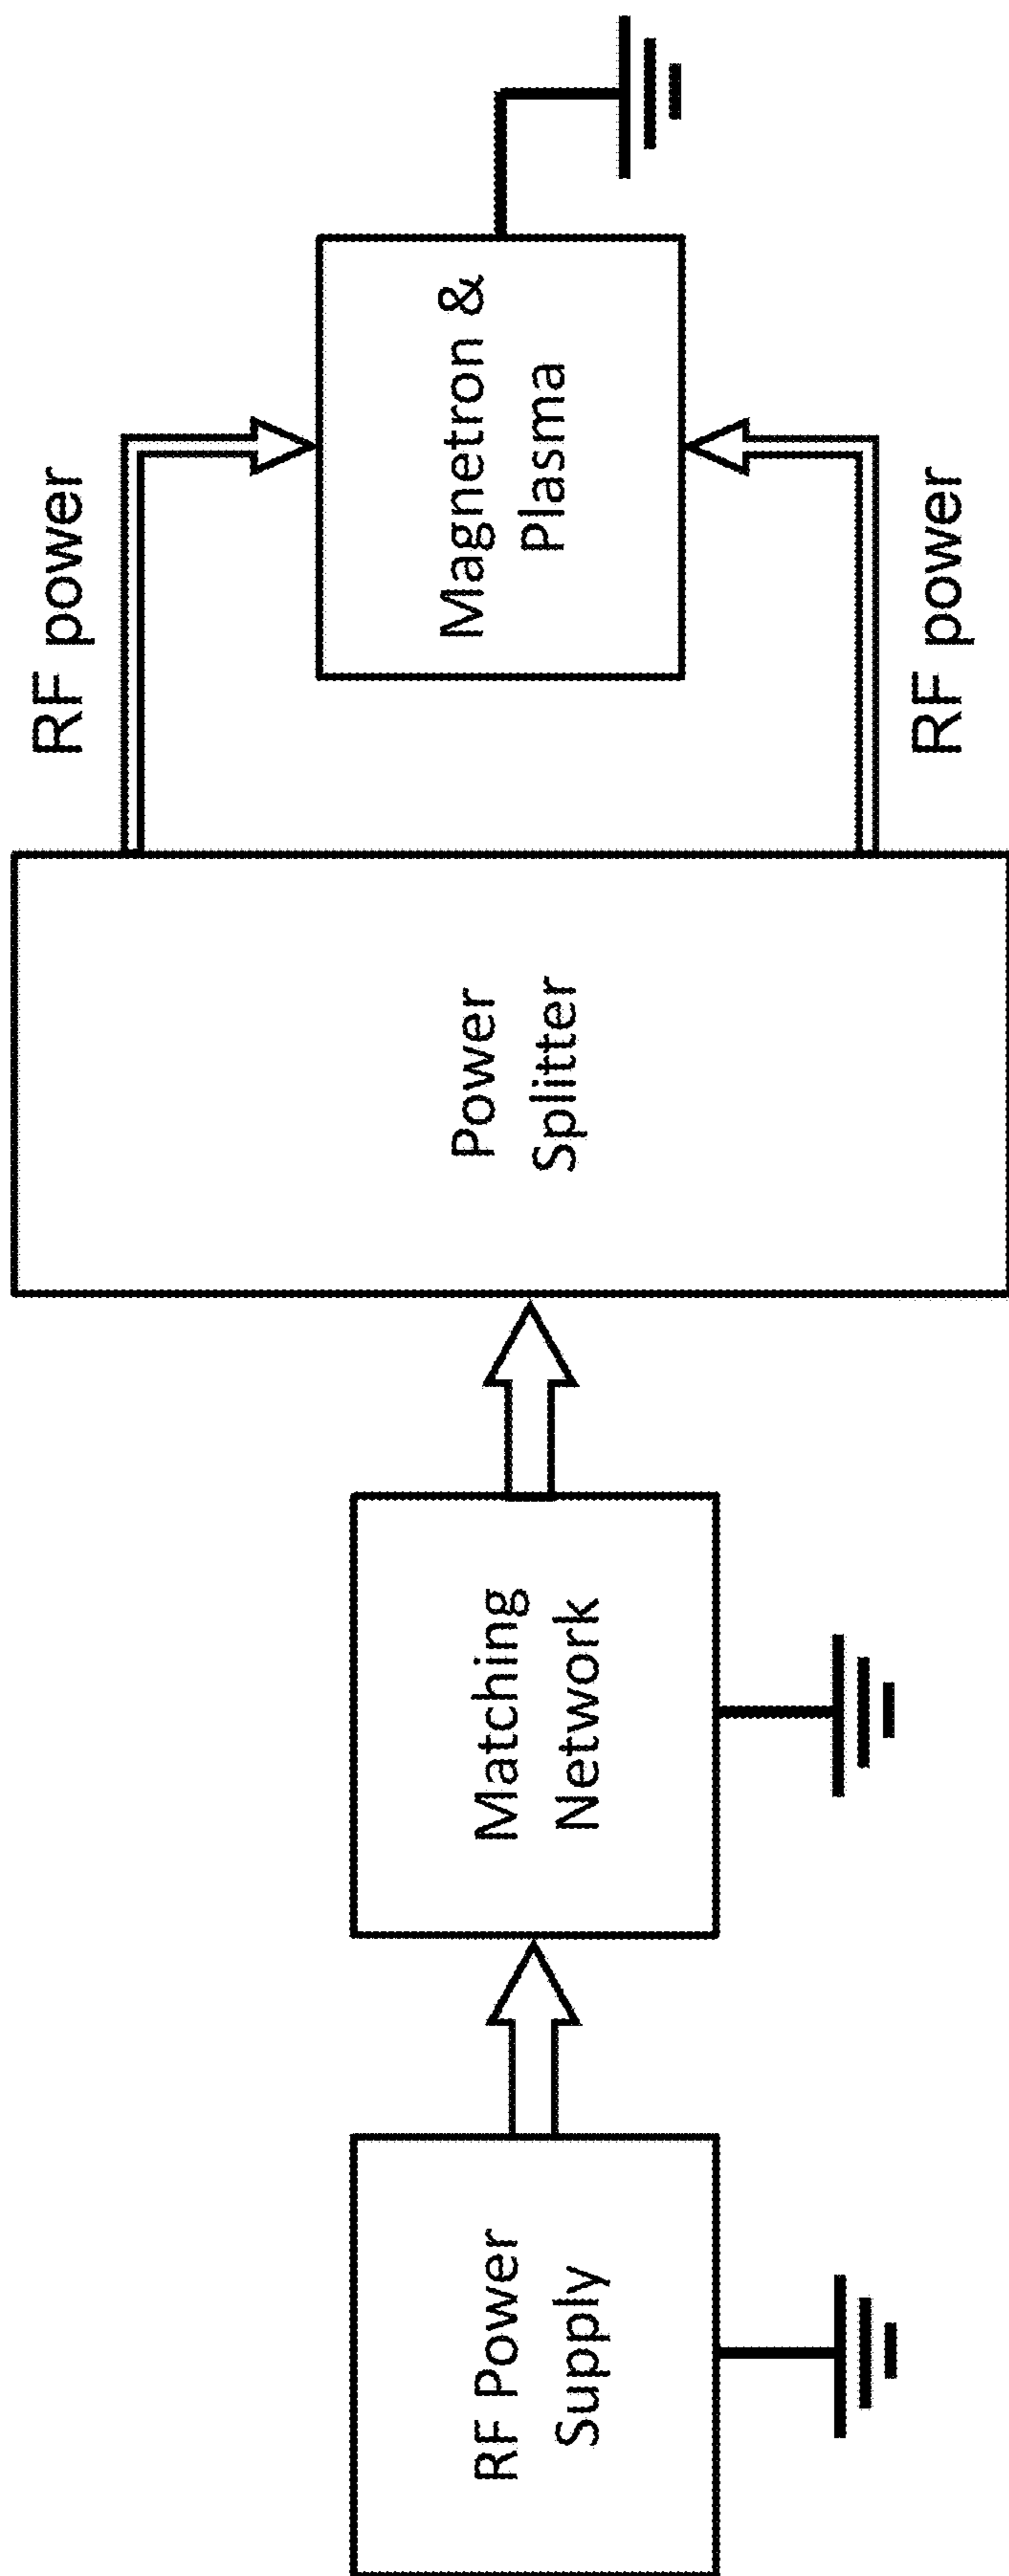 RF Power
Supply
Matching
Network
Power
Splitter
RF power
Magnetron &
Plasma
RF power